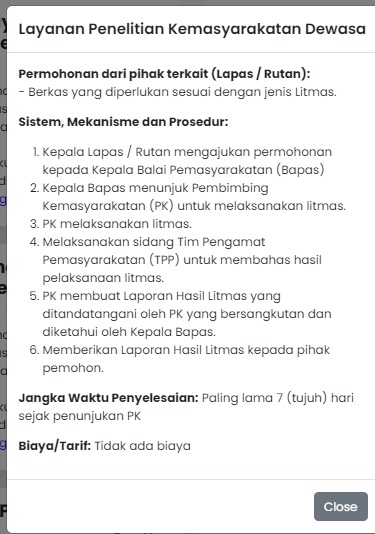 Layanan Penelitian Kemasyarakatan Dewasa
Permohonan dari pihak terkait (Lapas / Rutan):
- Berkas yang diperlukan sesuai dengan jenis Litmas.
Sistem, Mekanisme dan Prosedur:
1. Kepala Lapas / Rutan mengajukan permohonan
kepada Kepala Balai Pemasyarakatan (Bapas)
2. Kepala Bapas menunjuk Pembimbing
Kemasyarakatan (PK) untuk melaksanakan litmas.
3. PK melaksanakan litmas.
4. Melaksanakan sidang Tim Pengamat
Pemasyarakatan (TPP) untuk membahas hasil
pelaksanaan litmas.
5. PK membuat Laporan Hasil Litmas yang
ditandatangani oleh PK yang bersangkutan dan
diketahui oleh Kepala Bapas.
6. Memberikan Laporan Hasil Litmas kepada pihak
pemohon.
Jangka Waktu Penyelesaian: Paling lama 7 (tujuh) hari
sejak penunjukan PK
Biaya/Tarif: Tidak ada biaya
Close